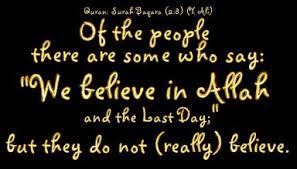 Quran: Surah Baqara (2:8) (Y. Ali)
Of the people
there are some who say:
"We believe in Allah
and the Last Day;"
but they do not (really) believe.